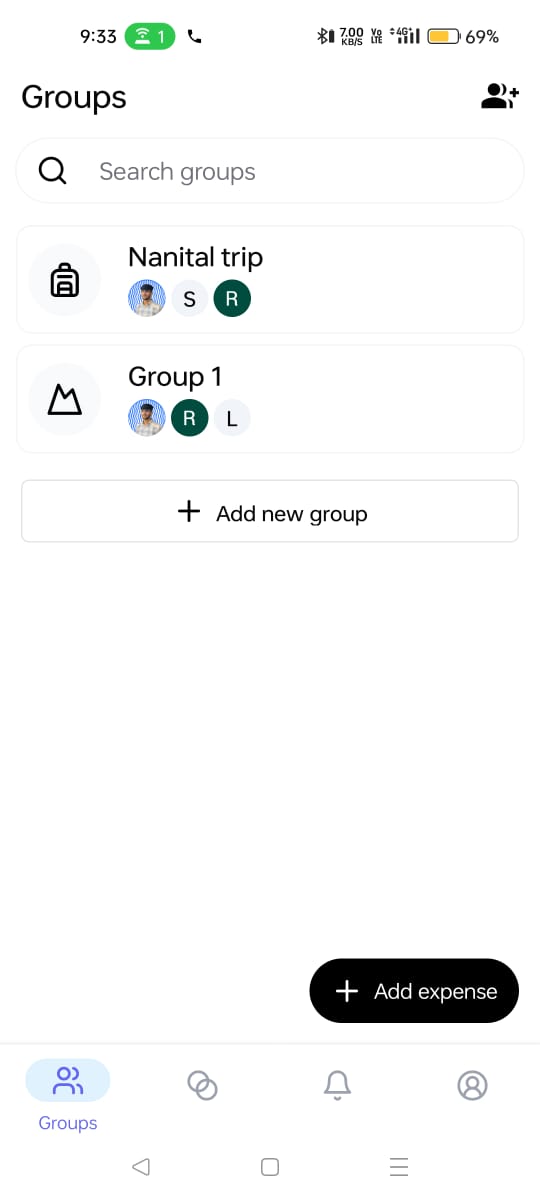 9:33 1 7.00 KB/S Vo LTE 4G+ 69%
Groups
Search groups
Nanital trip
S R
Group 1
R L
Add new group
Add expense
Groups